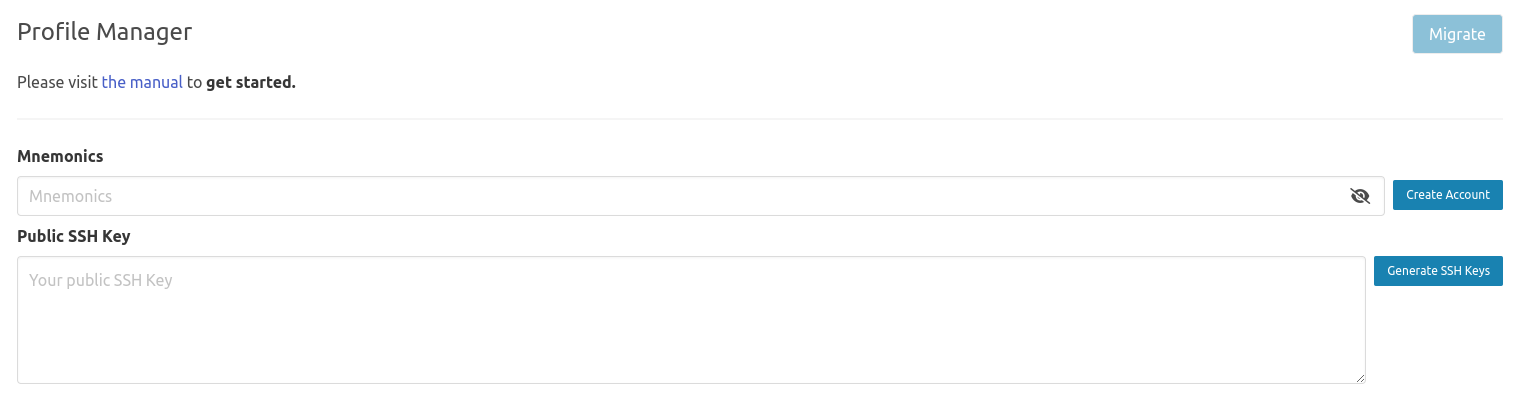 Profile Manager
Migrate
Please visit the manual to get started.
Mnemonics
Mnemonics
Create Account
Public SSH Key
Your public SSH Key
Generate SSH Keys